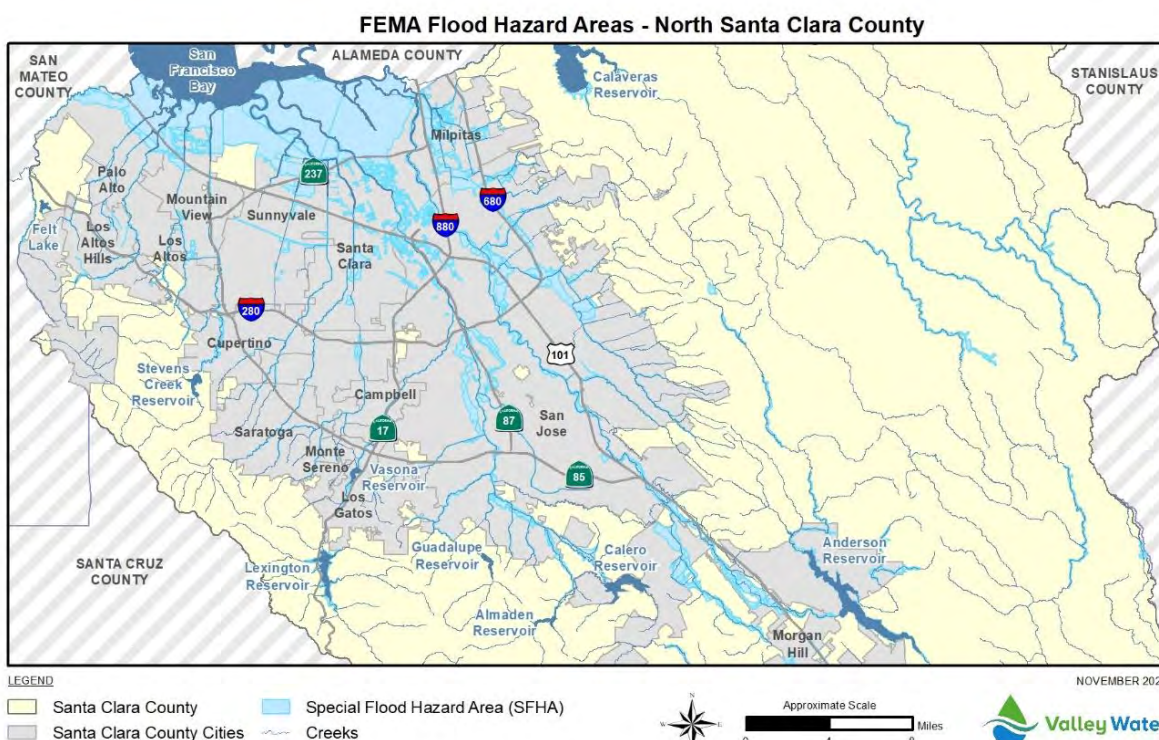 FEMA Flood Hazard Areas - North Santa Clara County
SAN
MATEO
COUNTY
San
Francisco
Bay
ALAMEDA COUNTY
Calaveras
Reservoir
STANISLAUS
COUNTY
Milpitas
237
680
880
Palo
Alto
Mountain
View
Sunnyvale
Felt
Lake
Los
Altos
Hills
Los
Altos
Santa
Clara
280
Cupertino
101
Stevens
Creek
Reservoir
Campbell
17
87
San
Jose
Saratoga
Monte
Sereno
Vasona
Reservoir
85
Los
Gatos
SANTA CRUZ
COUNTY
Lexington
Reservoir
Guadalupe
Reservoir
Calero
Reservoir
Anderson
Reservoir
Almaden
Reservoir
Morgan
Hill
LEGEND
Santa Clara County
Santa Clara County Cities
Special Flood Hazard Area (SFHA)
Creeks
N
W
E
S
Approximate Scale
Miles
0
4
8
NOVEMBER 202
Valley Wate